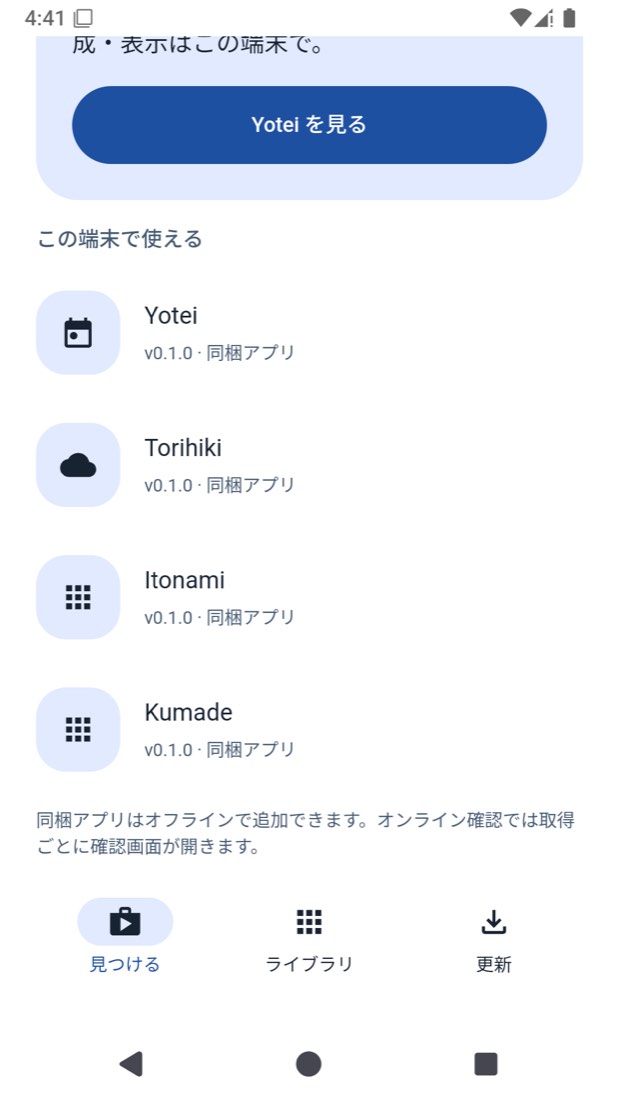 4:41
成・表示はこの端末で。
Yotei を見る
この端末で使える
Yotei
v0.1.0 · 同梱アプリ
Torihiki
v0.1.0 · 同梱アプリ
Itonami
v0.1.0 · 同梱アプリ
Kumade
v0.1.0 · 同梱アプリ
同梱アプリはオフラインで追加できます。オンライン確認では取得
ごとに確認画面が開きます。
見つける
ライブラリ
更新